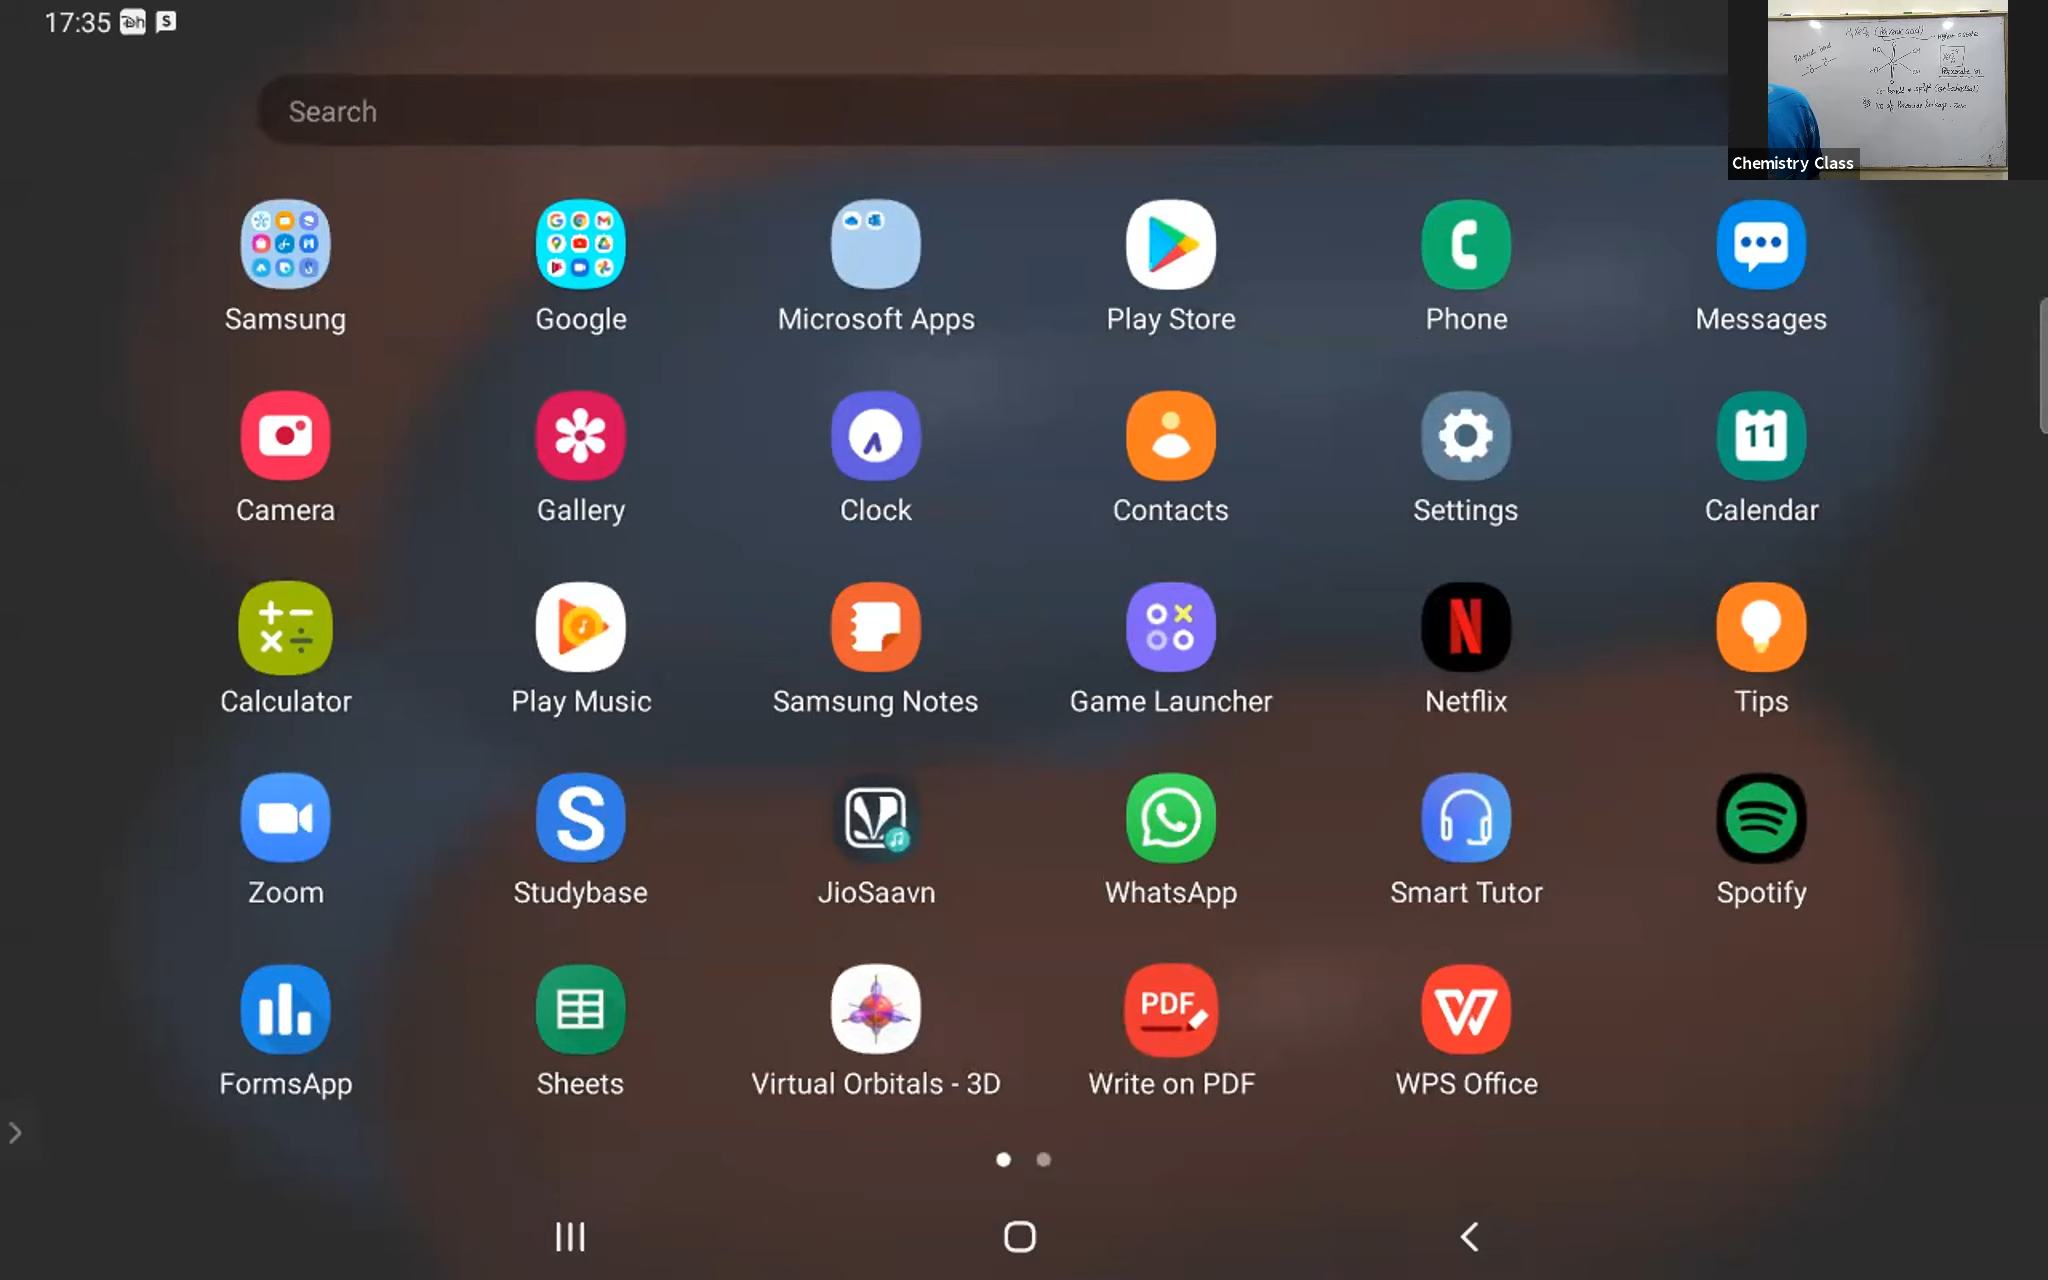 17:35
Search
Chemistry Class
Samsung
Google
Microsoft Apps
Play Store
Phone
Messages
Camera
Gallery
Clock
Contacts
Settings
11
Calendar
Calculator
Play Music
Samsung Notes
Game Launcher
N
Netflix
Tips
Zoom
S
Studybase
JioSaavn
WhatsApp
Smart Tutor
Spotify
FormsApp
Sheets
Virtual Orbitals - 3D
PDF
Write on PDF
W
WPS Office